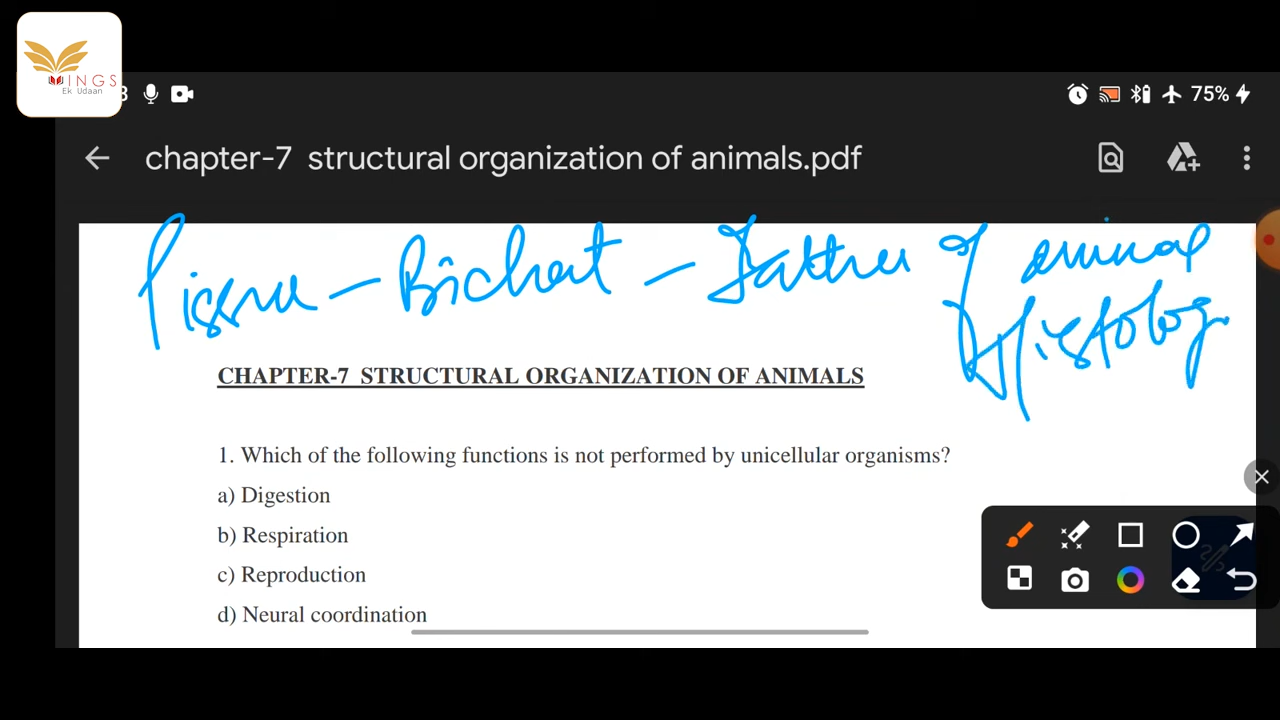 WINGS
Ek Udaan
3
75%
chapter-7 structural organization of animals.pdf
Tissue - Bichat - Father of animal
Histology
CHAPTER-7 STRUCTURAL ORGANIZATION OF ANIMALS
1. Which of the following functions is not performed by unicellular organisms?
a) Digestion
b) Respiration
c) Reproduction
d) Neural coordination